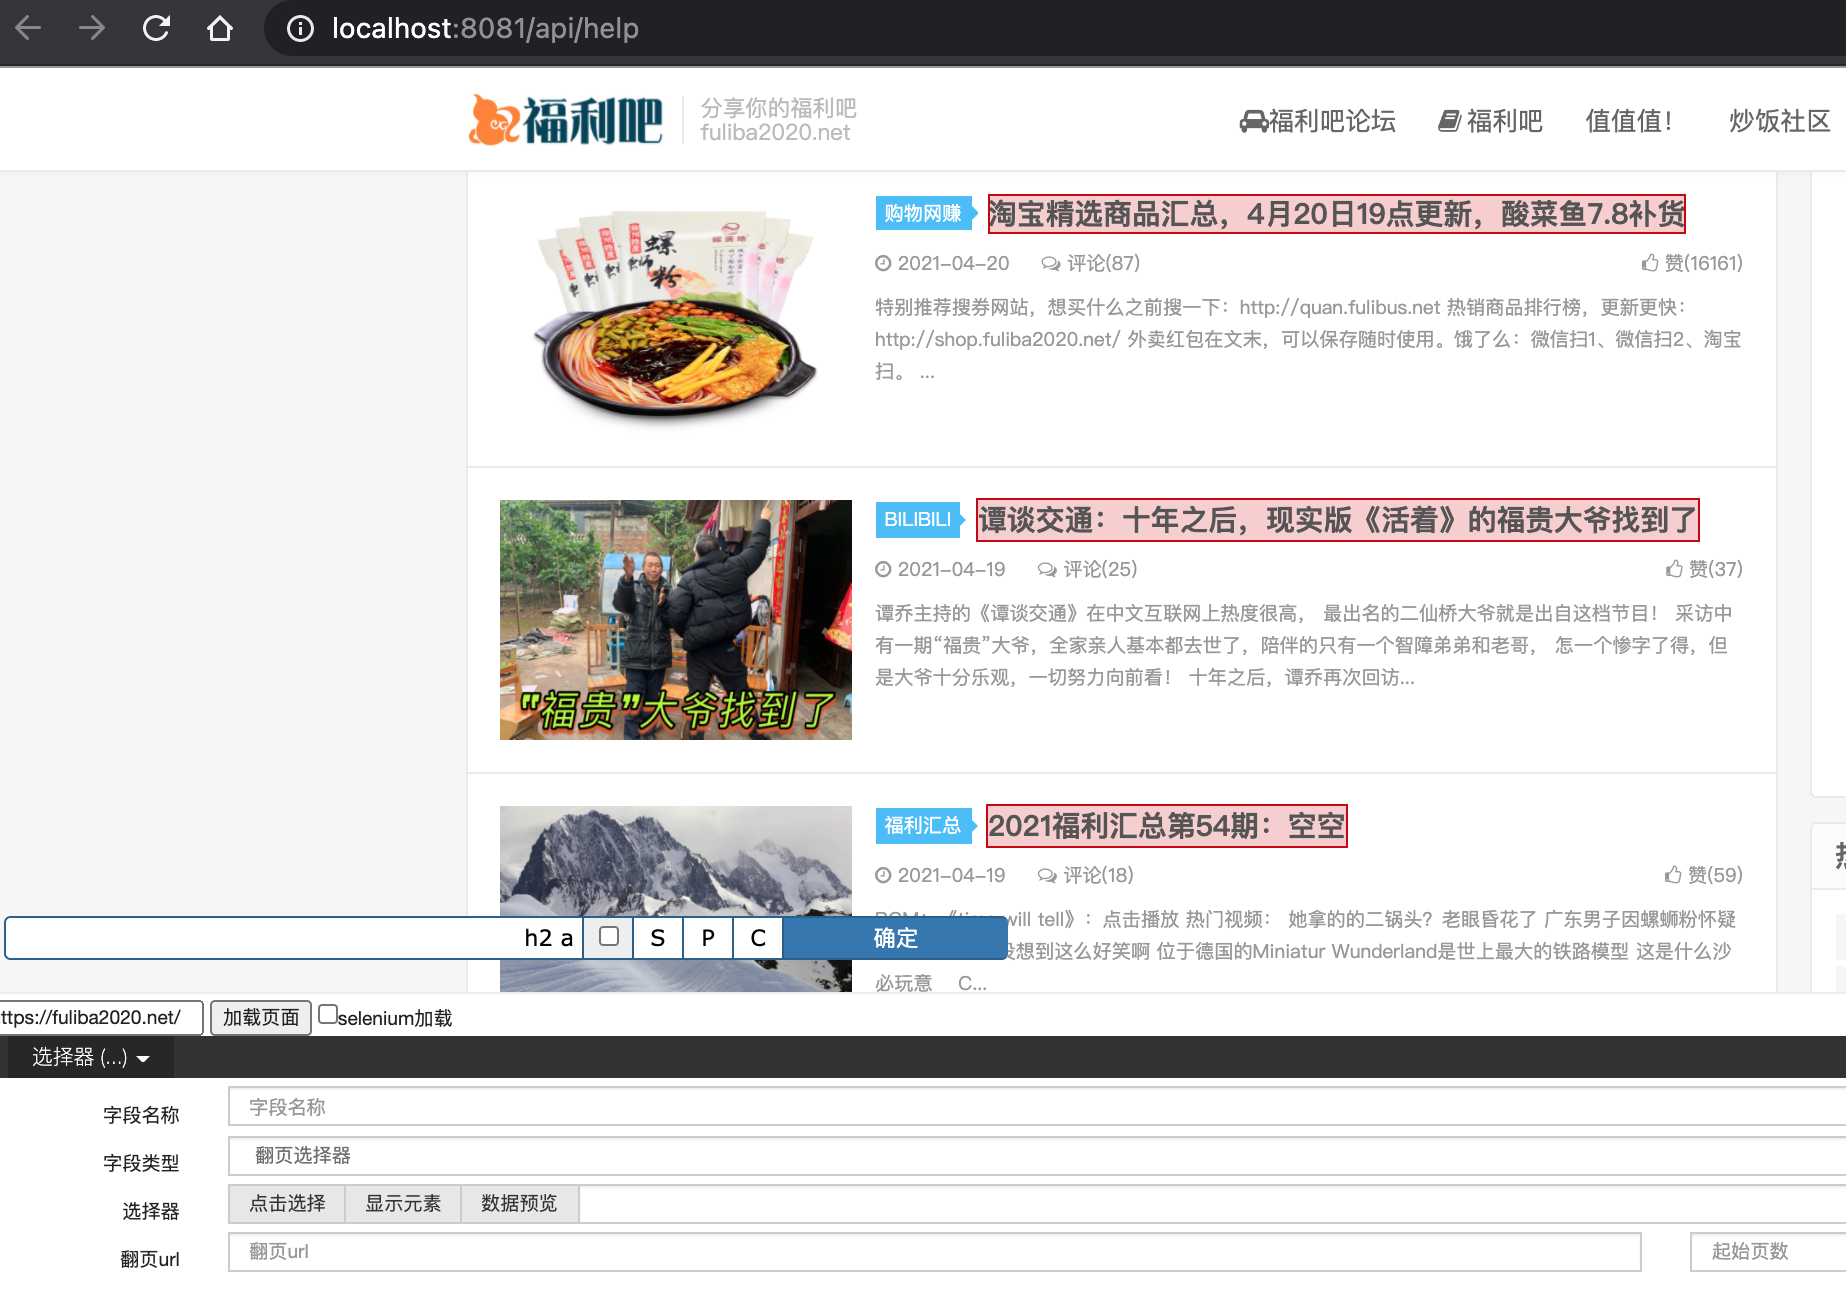 localhost:8081/api/help
福利吧
分享你的福利吧
fuliba2020.net
福利吧论坛 福利吧 值值值！ 炒饭社区
购物网赚 淘宝精选商品汇总，4月20日19点更新，酸菜鱼7.8补货
2021-04-20 评论(87) 赞(16161)
特别推荐搜券网站，想买什么之前搜一下：http://quan.fulibus.net 热销商品排行榜，更新更快：
http://shop.fuliba2020.net/ 外卖红包在文末，可以保存随时使用。饿了么：微信扫1、微信扫2、淘宝
扫。 ...
螺
粉
BILIBILI 谭谈交通：十年之后，现实版《活着》的福贵大爷找到了
2021-04-19 评论(25) 赞(37)
谭乔主持的《谭谈交通》在中文互联网上热度很高， 最出名的二仙桥大爷就是出自这档节目！ 采访中
有一期“福贵”大爷，全家亲人基本都去世了，陪伴的只有一个智障弟弟和老哥， 怎一个惨字了得，但
是大爷十分乐观，一切努力向前看！ 十年之后，谭乔再次回访...
“福贵”大爷找到了
福利汇总 2021福利汇总第54期：空空
2021-04-19 评论(18) 赞(59)
will tell》：点击播放 热门视频： 她拿的的二锅头？老眼昏花了 广东男子因螺蛳粉怀疑
没想到这么好笑啊 位于德国的Miniatur Wunderland是世上最大的铁路模型 这是什么沙
必玩意 C...
h2 a S P C 确定
ttps://fuliba2020.net/ 加载页面 selenium加载
选择器 (...)
字段名称 字段名称
字段类型 翻页选择器
选择器 点击选择 显示元素 数据预览
翻页url 翻页url 起始页数